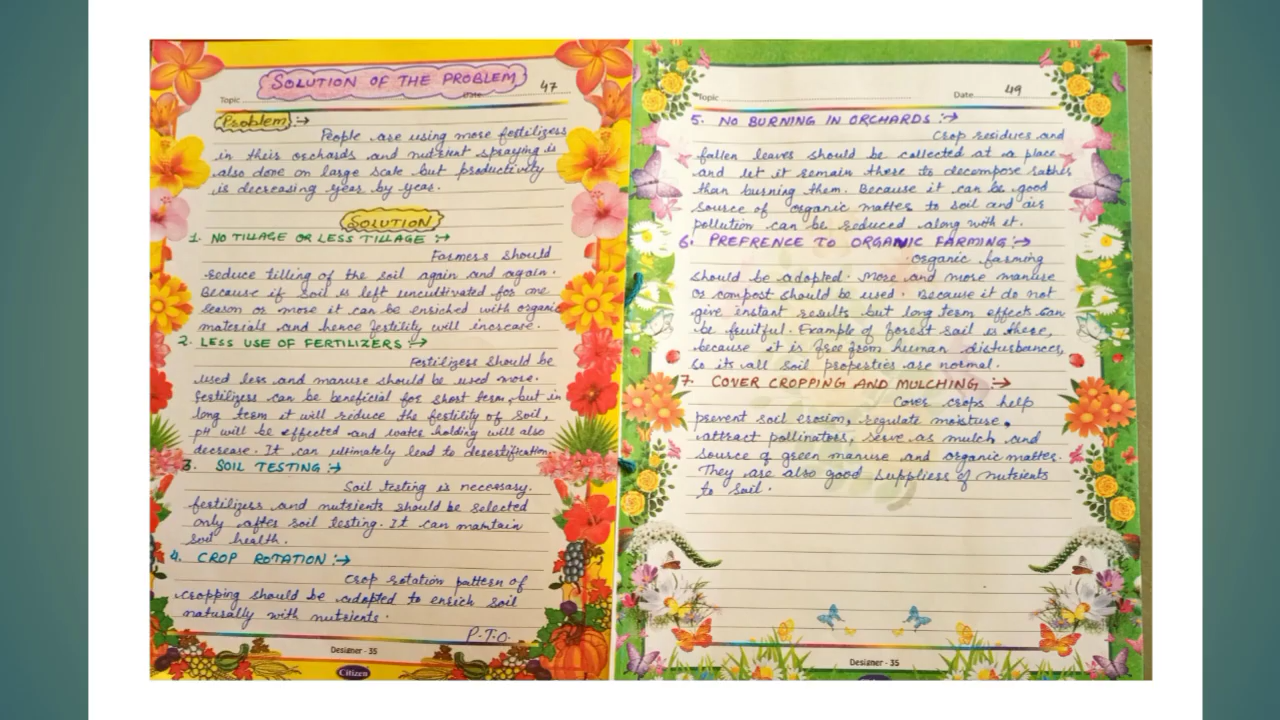 SOLUTION OF THE PROBLEM
Topic
Date
47
Problem :→
People are using more fertilizers
in their orchards and nutrient spraying is
also done on large scale but productivity
is decreasing year by year.
SOLUTION
1. NO TILLAGE OR LESS TILLAGE :→
Farmers should
reduce tilling of the soil again and again.
Because if soil is left uncultivated for one
season or more it can be enriched with organic
materials and hence fertility will increase.
2. LESS USE OF FERTILIZERS :→
Fertilizers should be
used less and manure should be used more.
Fertilizers can be beneficial for short term, but in
long term it will reduce the fertility of soil,
pH will be effected and water holding will also
decrease. It can ultimately lead to desertification.
3. SOIL TESTING :→
Soil testing is necessary.
fertilizers and nutrients should be selected
only after soil testing. It can maintain
soil health.
4. CROP ROTATION :→
Crop rotation pattern of
cropping should be adopted to enrich soil
naturally with nutrients.
P.T.O.
Designer - 35
Citizen
Topic
Date
49
5. NO BURNING IN ORCHARDS :→
Crop residues and
fallen leaves should be collected at a place
and let it remain there to decompose rather
than burning them. Because it can be good
source of organic matter to soil and air
pollution can be reduced along with it.
6. PREFRENCE TO ORGANIC FARMING :→
organic farming
should be adopted. More and more manure
or compost should be used. Because it do not
give instant results but long term effects can
be fruitful. Example of forest soil is there,
because it is free from human disturbances,
so its all soil properties are normal.
7. COVER CROPPING AND MULCHING :→
Cover crops help
prevent soil erosion, regulate moisture,
attract pollinators, serve as mulch and
source of green manure and organic matter.
They are also good suppliers of nutrients
to soil.
Designer - 35